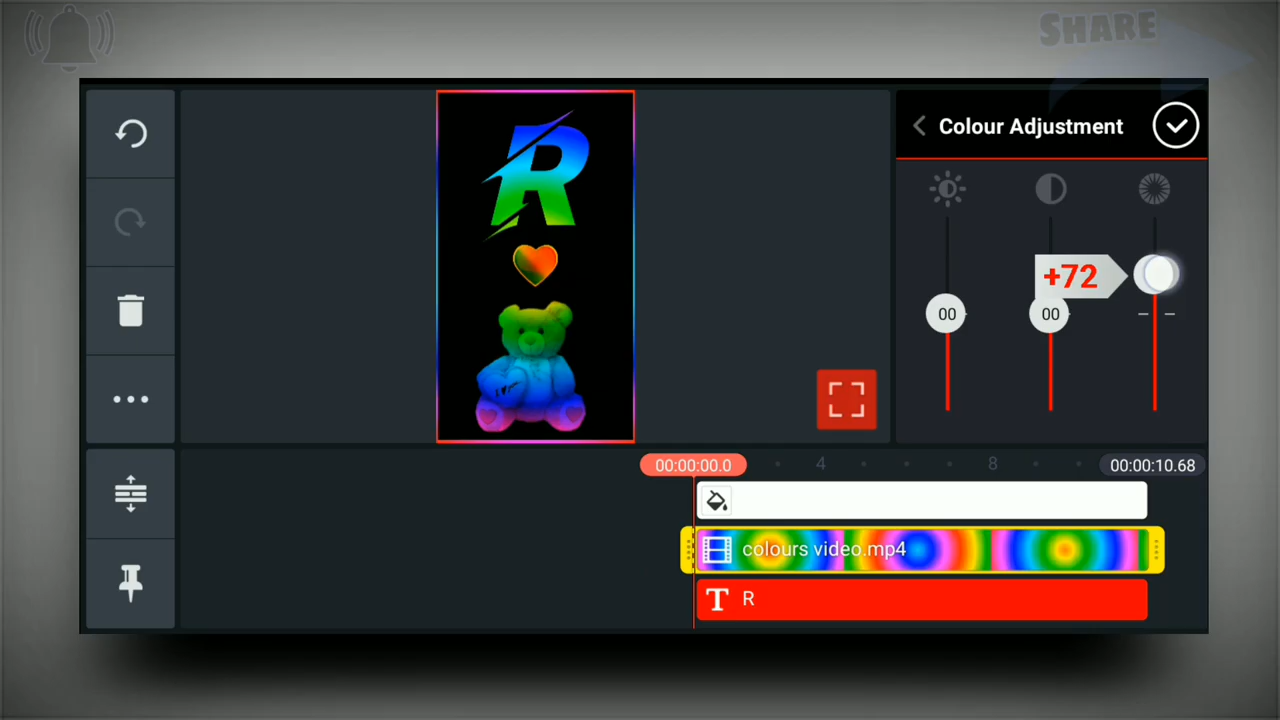 SHARE
R
Colour Adjustment
+72
00
00
00:00:00.0
4
8
00:00:10.68
colours video.mp4
T R